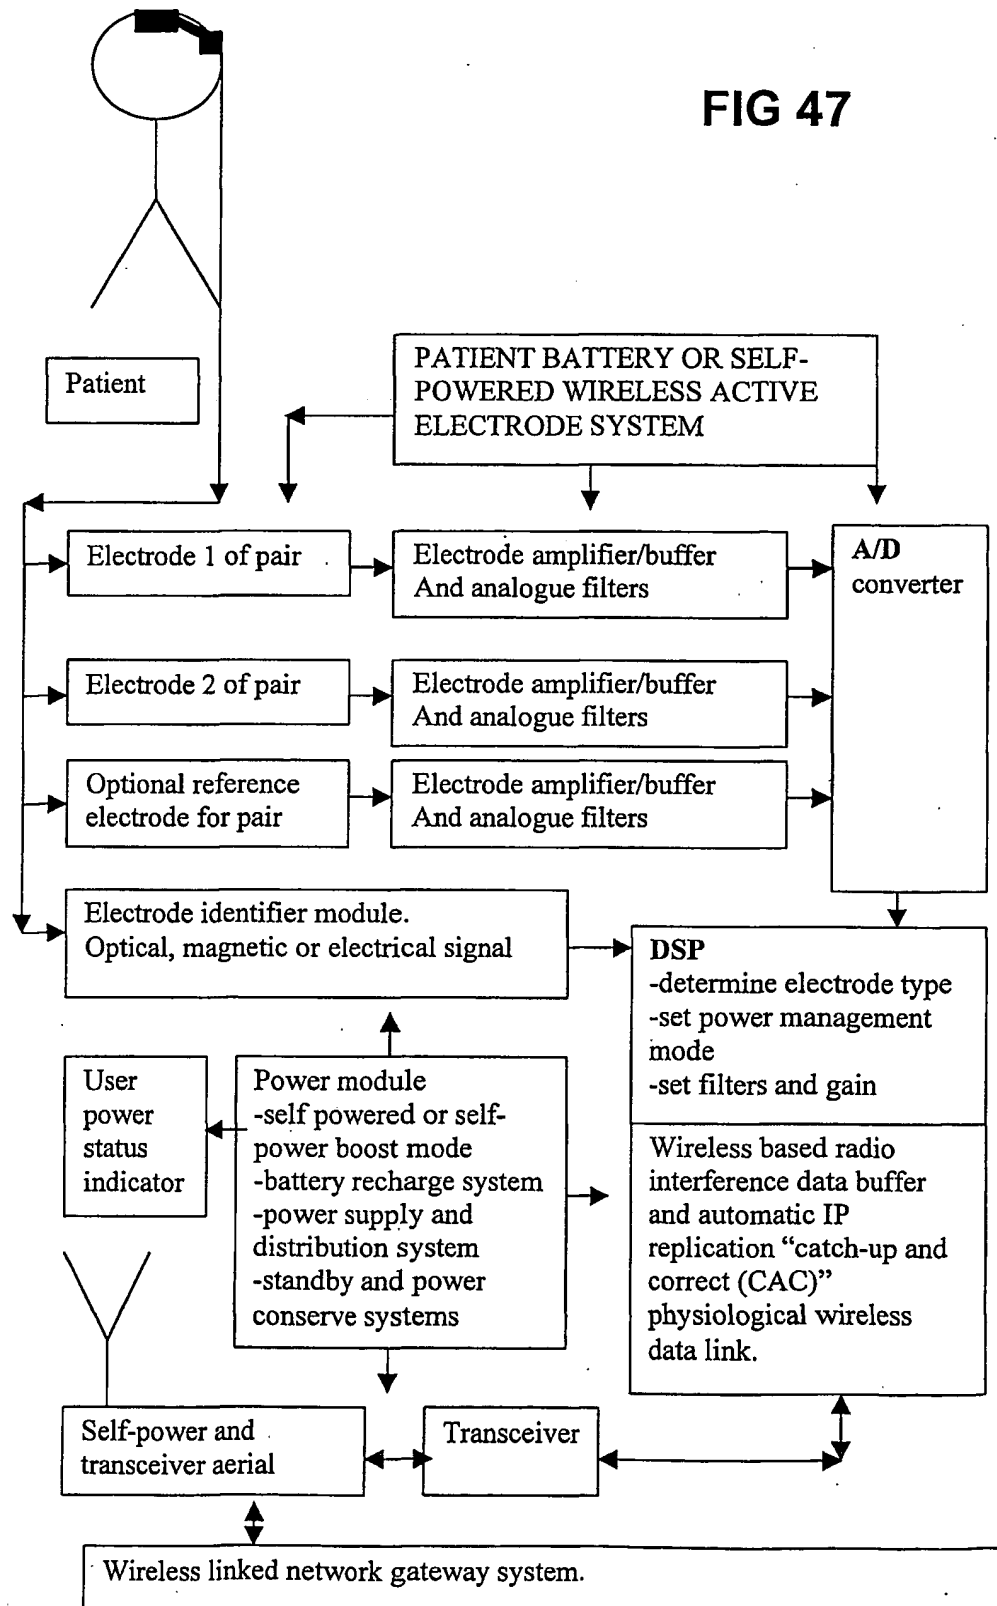 FIG 47
Patient
PATIENT BATTERY OR SELF-
POWERED WIRELESS ACTIVE
ELECTRODE SYSTEM
Electrode 1 of pair
Electrode amplifier/buffer
And analogue filters
A/D
converter
Electrode 2 of pair
Electrode amplifier/buffer
And analogue filters
Optional reference
electrode for pair
Electrode amplifier/buffer
And analogue filters
Electrode identifier module.
Optical, magnetic or electrical signal
DSP
-determine electrode type
-set power management
mode
-set filters and gain
User
power
status
indicator
Power module
-self powered or self-
power boost mode
-battery recharge system
-power supply and
distribution system
-standby and power
conserve systems
Wireless based radio
interference data buffer
and automatic IP
replication “catch-up and
correct (CAC)”
physiological wireless
data link.
Self-power and
transceiver aerial
Transceiver
Wireless linked network gateway system.